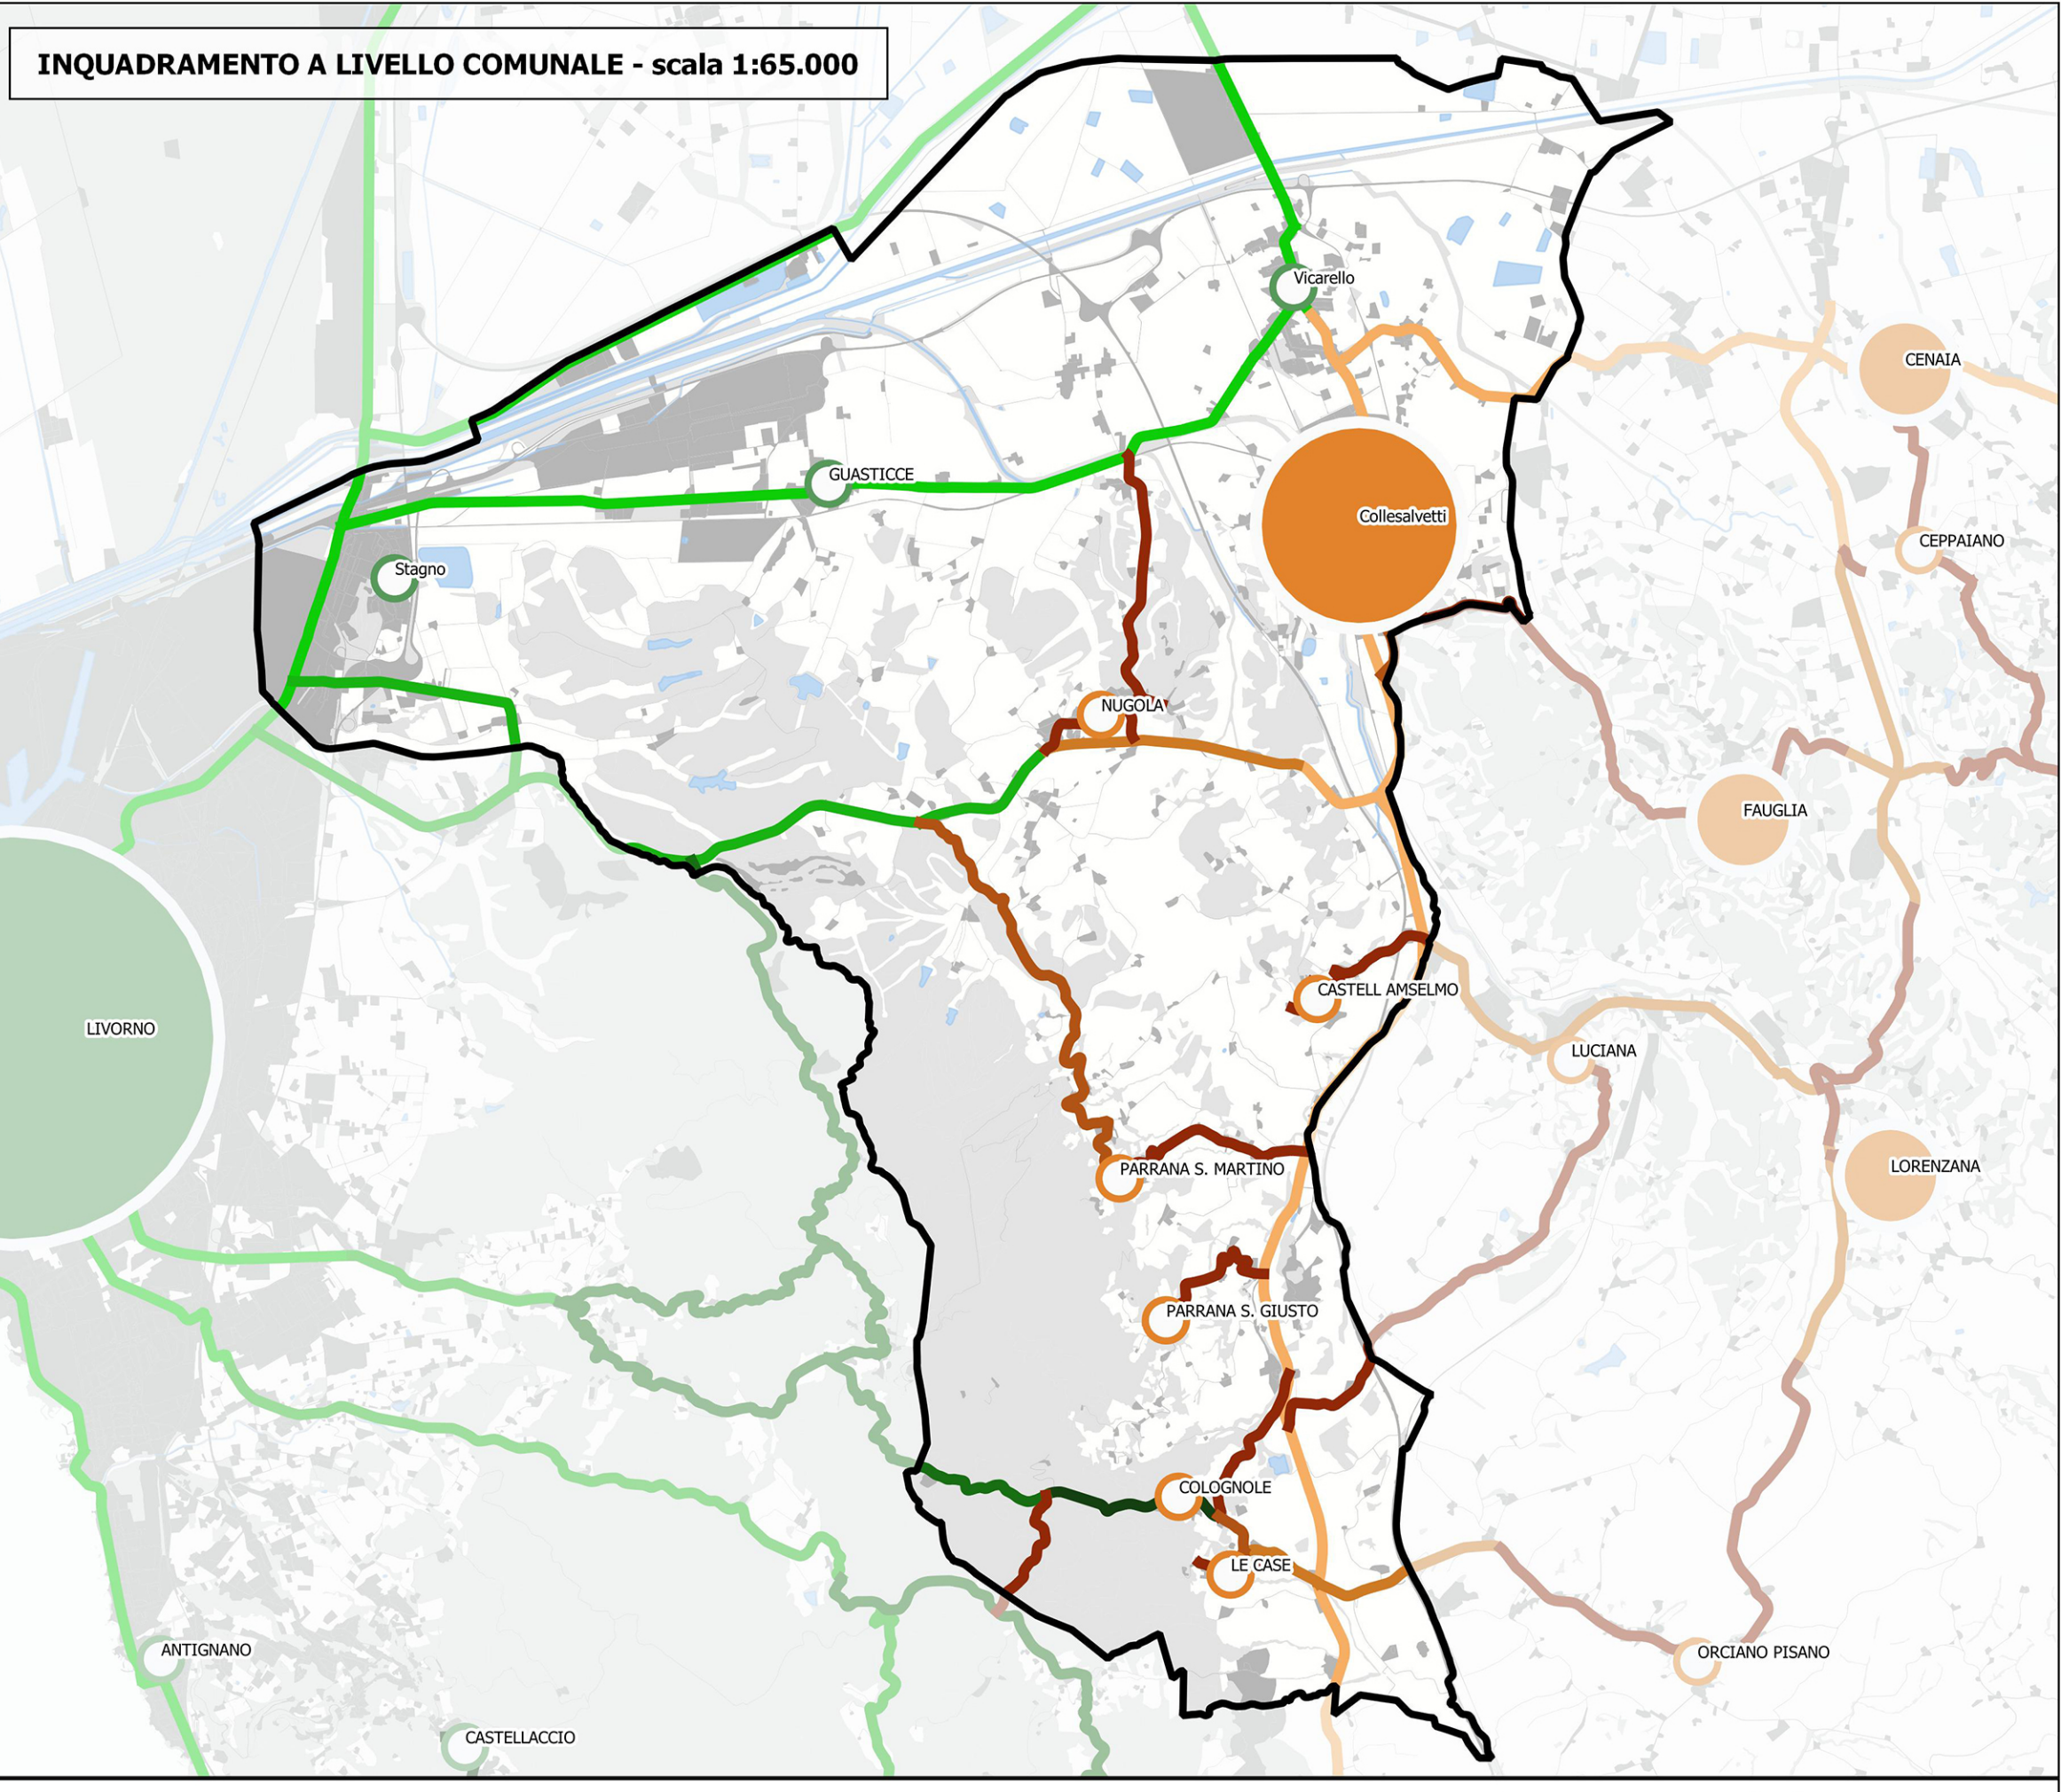 INQUADRAMENTO A LIVELLO COMUNALE - scala 1:65.000
Vicarello
CENAIA
GUASTICCE
Collesalvetti
CEPPAIANO
Stagno
NUGOLA
FAUGLIA
CASTELL AMSELMO
LIVORNO
LUCIANA
PARRANA S. MARTINO
LORENZANA
PARRANA S. GIUSTO
COLOGNOLE
LE CASE
ANTIGNANO
ORCIANO PISANO
CASTELLACCIO